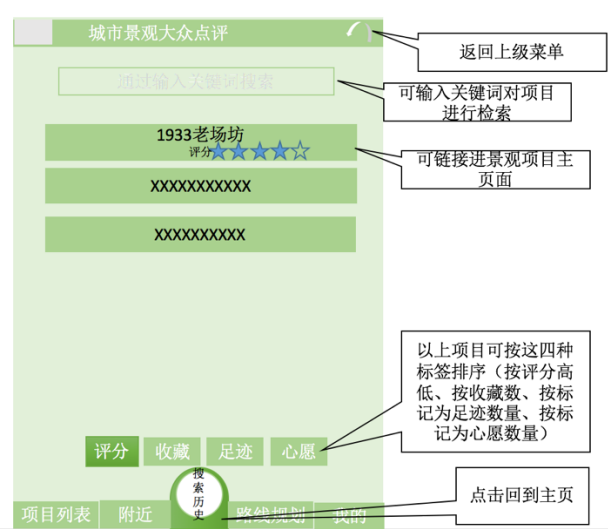 城市景观大众点评
返回上级菜单
通过输入关键词搜索
可输入关键词对项目
进行检索
1933老场坊
评分
可链接进景观项目主
页面
XXXXXXXXXXX
XXXXXXXXXX
以上项目可按这四种
标签排序（按评分高
低、按收藏数、按标
记为足迹数量、按标
记为心愿数量）
评分 收藏 足迹 心愿
搜
索
历
史
点击回到主页
项目列表 附近 路线规划 我的